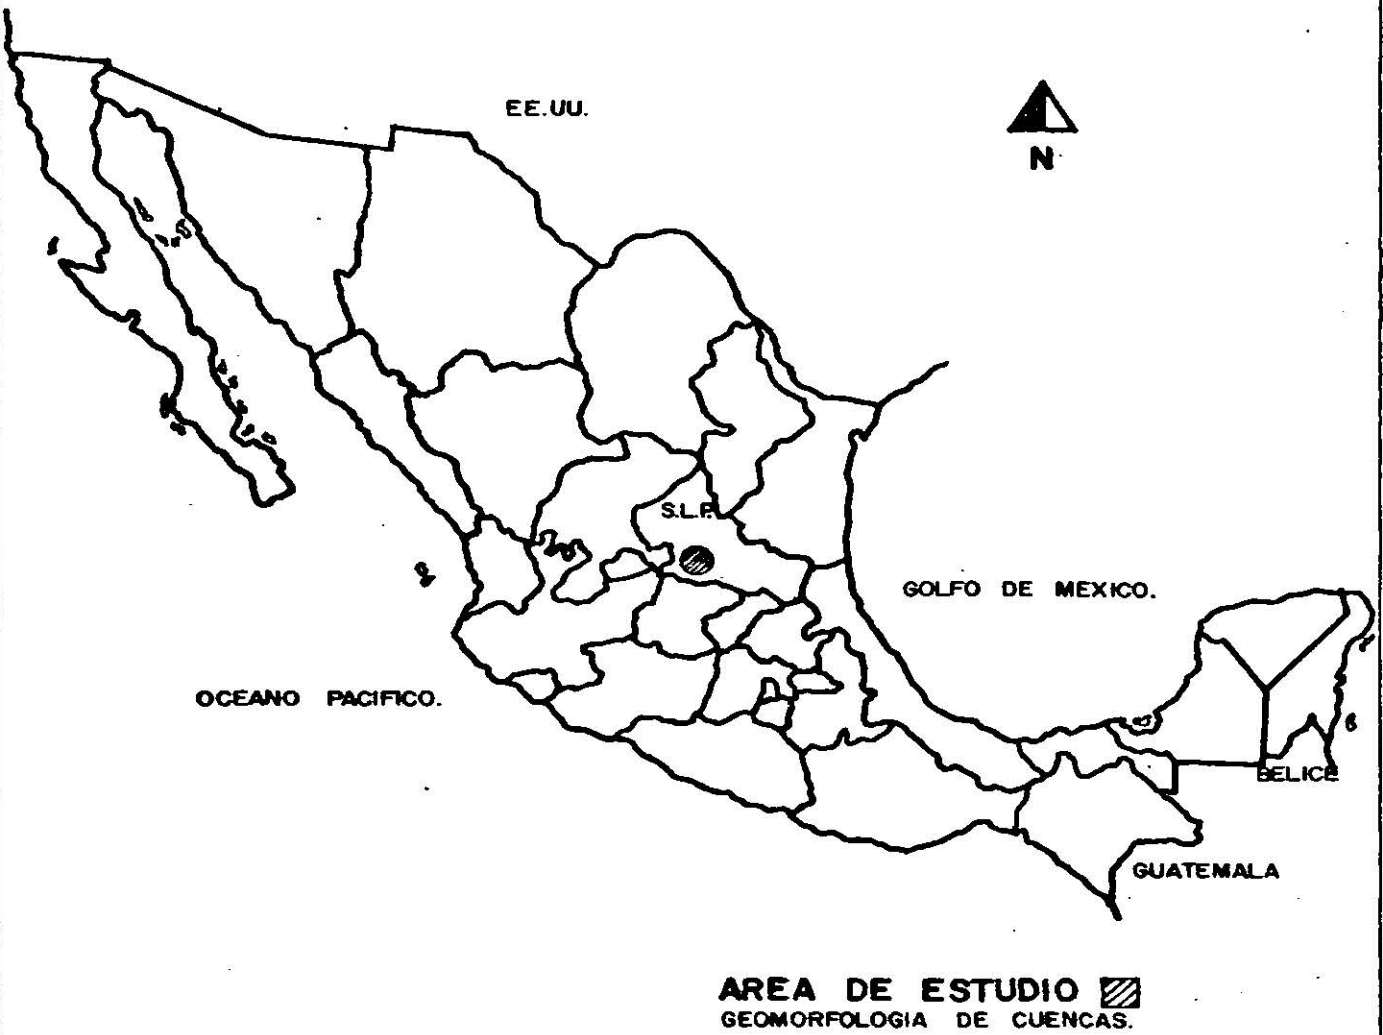 EE.UU.
N
S.L.P.
GOLFO DE MEXICO.
OCEANO PACIFICO.
BELICE
GUATEMALA
AREA DE ESTUDIO
GEOMORFOLOGIA DE CUENCAS.